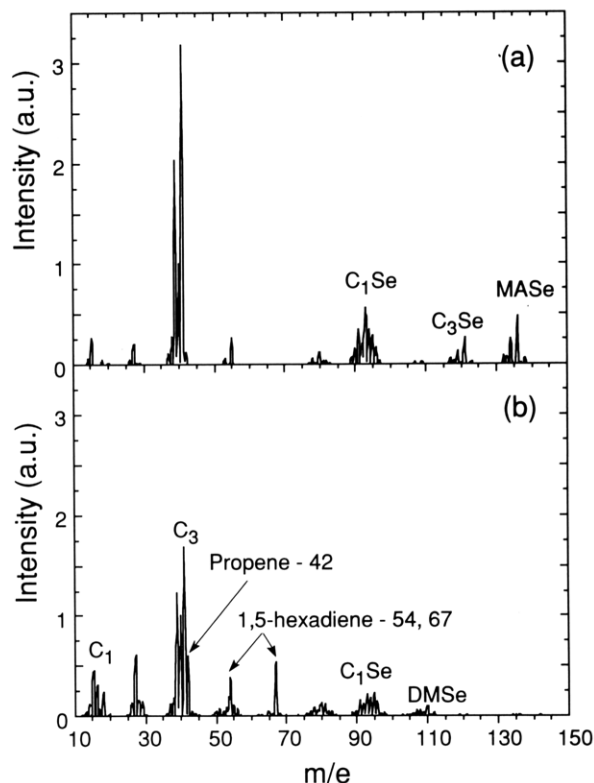 (a)
Intensity (a.u.)
3
2
1
0
C₁Se
C₃Se
MASe
(b)
Intensity (a.u.)
3
2
1
0
C₁
C₃
Propene - 42
1,5-hexadiene - 54, 67
C₁Se
DMSe
10 30 50 70 90 110 130 150
m/e